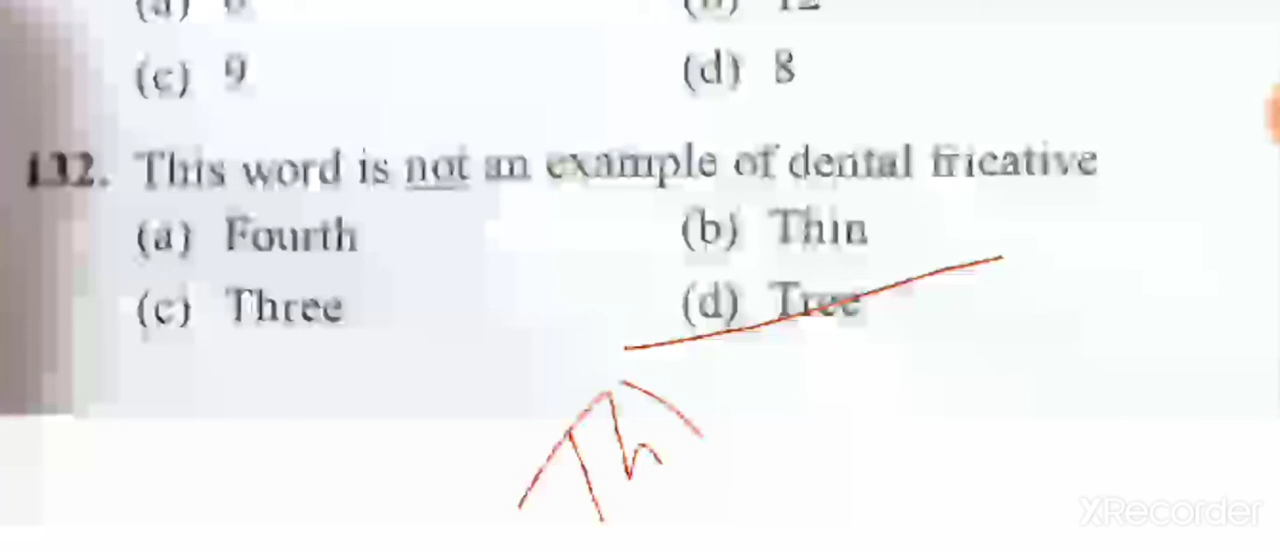 (c) 9 (d) 8
132. This word is not an example of dental fricative
(a) Fourth (b) Thin
(c) Three (d) Tree
Th
XRecorder